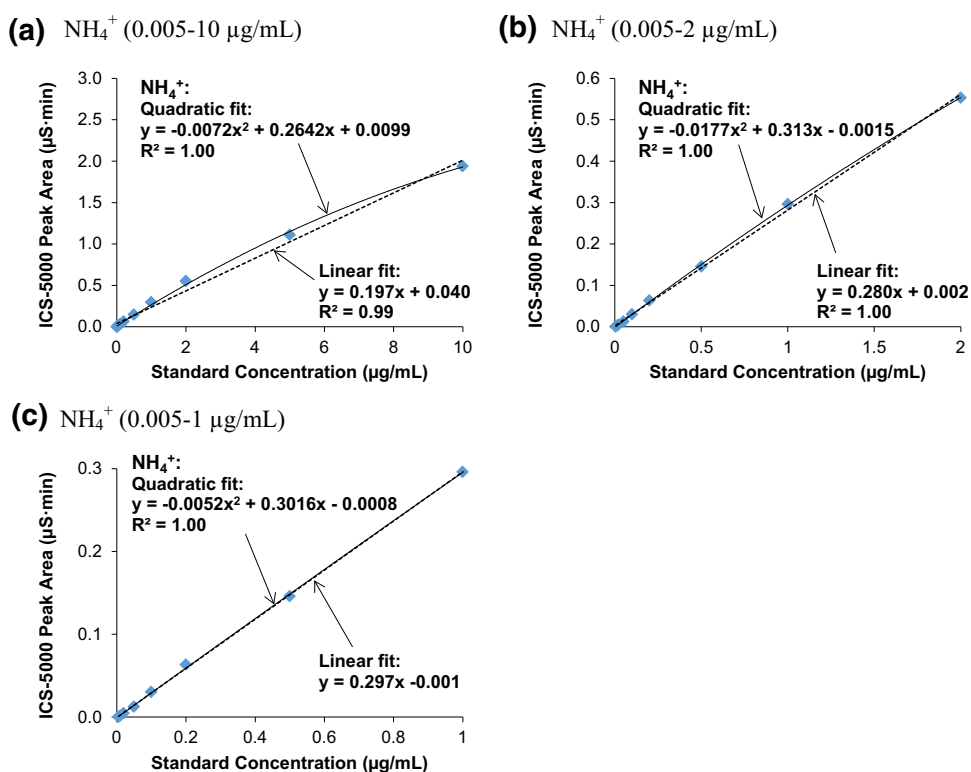 (a) NH₄⁺ (0.005-10 µg/mL)
ICS-5000 Peak Area (µS·min)
3.0
2.5
2.0
1.5
1.0
0.5
0.0
NH₄⁺:
Quadratic fit:
y = -0.0072x² + 0.2642x + 0.0099
R² = 1.00
Linear fit:
y = 0.197x + 0.040
R² = 0.99
0 2 4 6 8 10
Standard Concentration (µg/mL)
(b) NH₄⁺ (0.005-2 µg/mL)
ICS-5000 Peak Area (µS·min)
0.6
0.5
0.4
0.3
0.2
0.1
0.0
NH₄⁺:
Quadratic fit:
y = -0.0177x² + 0.313x - 0.0015
R² = 1.00
Linear fit:
y = 0.280x + 0.002
R² = 1.00
0 0.5 1 1.5 2
Standard Concentration (µg/mL)
(c) NH₄⁺ (0.005-1 µg/mL)
ICS-5000 Peak Area (µS·min)
0.3
0.2
0.1
0.0
NH₄⁺:
Quadratic fit:
y = -0.0052x² + 0.3016x - 0.0008
R² = 1.00
Linear fit:
y = 0.297x -0.001
0 0.2 0.4 0.6 0.8 1
Standard Concentration (µg/mL)